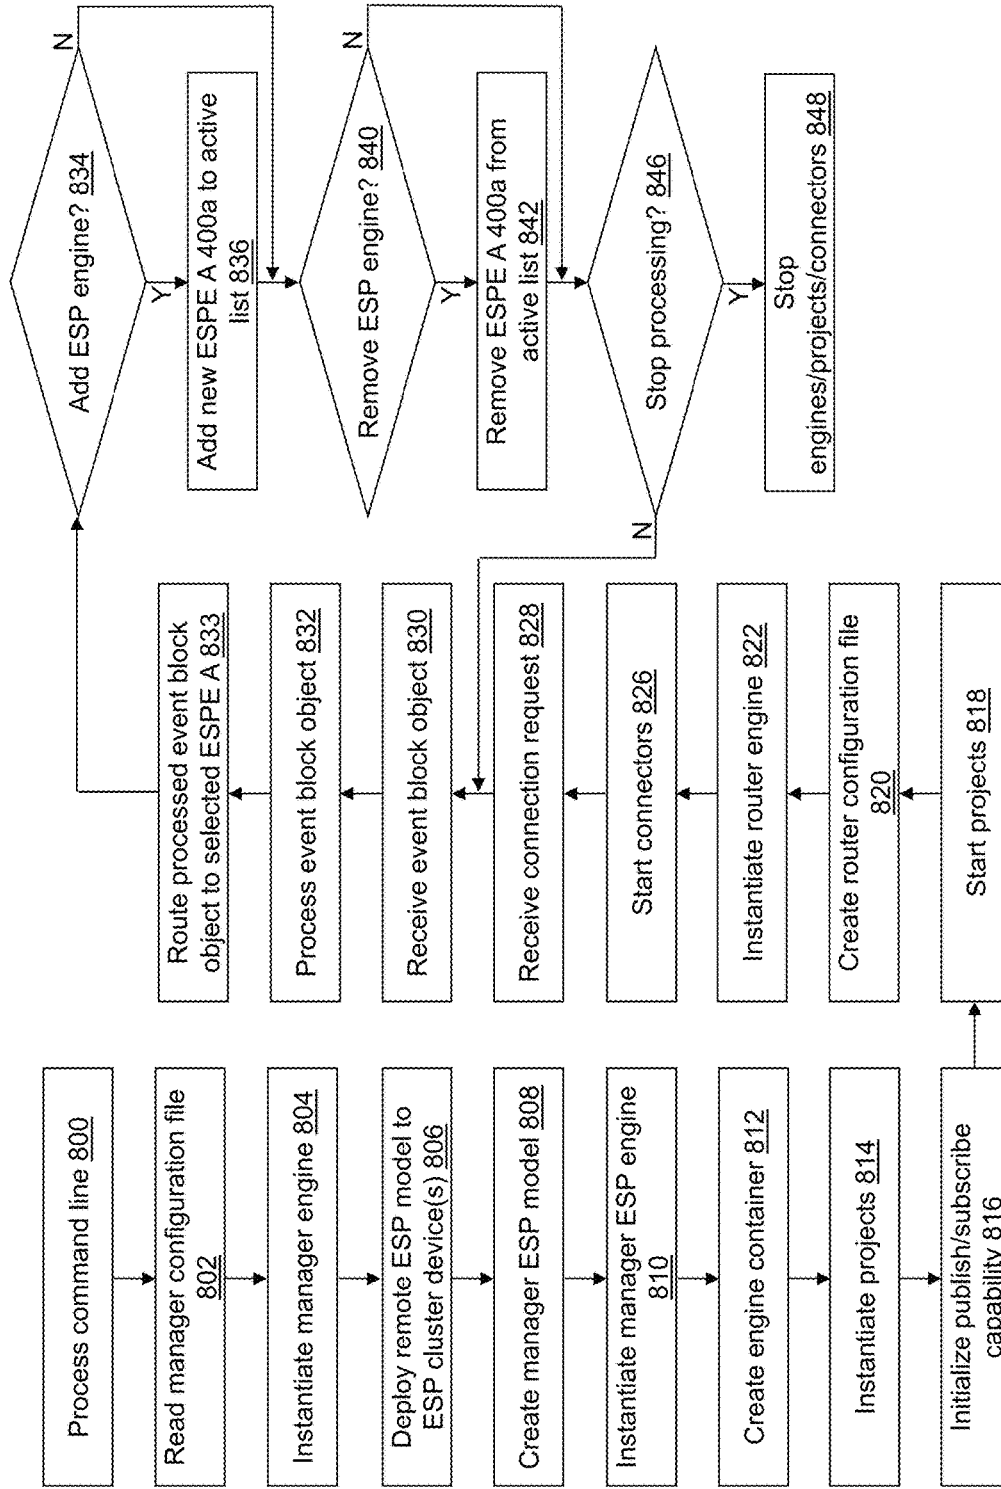 Process command line 800
Read manager configuration file
802
Instantiate manager engine 804
Deploy remote ESP model to
ESP cluster device(s) 806
Create manager ESP model 808
Instantiate manager ESP engine
810
Create engine container 812
Instantiate projects 814
Initialize publish/subscribe
capability 816
Start projects 818
Create router configuration file
820
Instantiate router engine 822
Start connectors 826
Receive connection request 828
Receive event block object 830
Process event block object 832
Route processed event block
object to selected ESPE A 833
Add ESP engine? 834
N
Y
Add new ESPE A 400a to active
list 836
Remove ESP engine? 840
N
Y
Remove ESPE A 400a from
active list 842
Stop processing? 846
N
Y
Stop
engines/projects/connectors 848